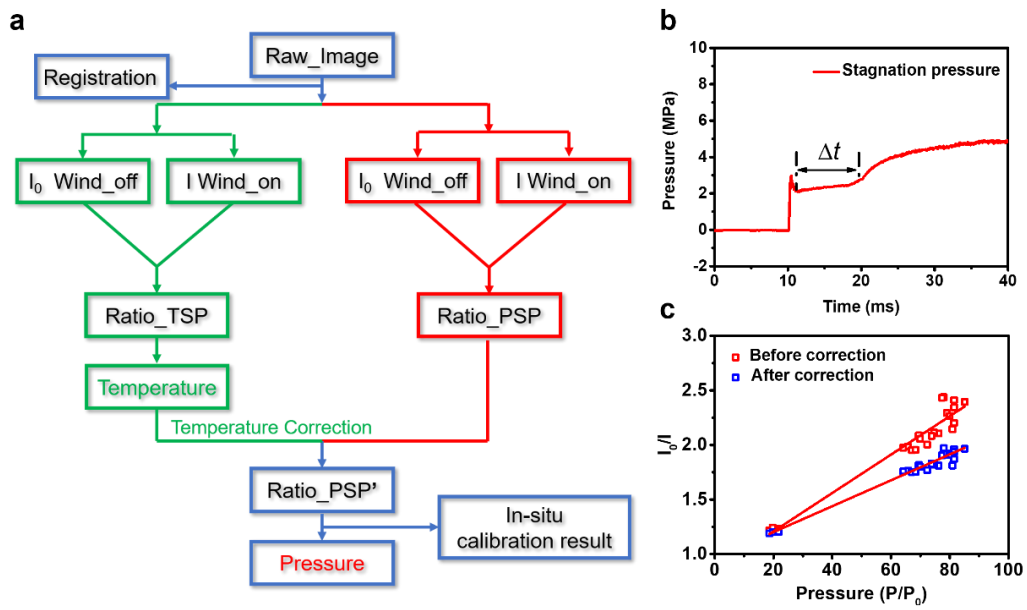 a
Raw_Image
Registration
I₀ Wind_off
I Wind_on
I₀ Wind_off
I Wind_on
Ratio_TSP
Ratio_PSP
Temperature
Temperature Correction
Ratio_PSP'
In-situ
calibration result
Pressure
b
Pressure (MPa)
10
8
6
4
2
0
-2
Stagnation pressure
Δt
0 10 20 30 40
Time (ms)
c
I₀/I
3.0
2.5
2.0
1.5
1.0
Before correction
After correction
0 20 40 60 80 100
Pressure (P/P₀)